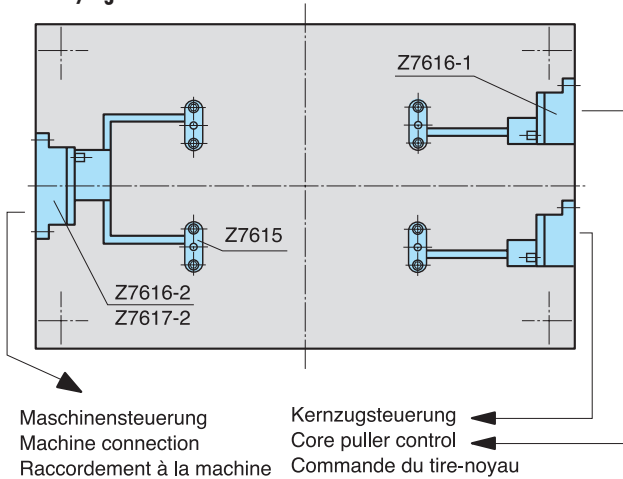 Z7616-1
Z7615
Z7616-2
Z7617-2
Maschinensteuerung
Machine connection
Raccordement à la machine
Kernzugsteuerung
Core puller control
Commande du tire-noyau